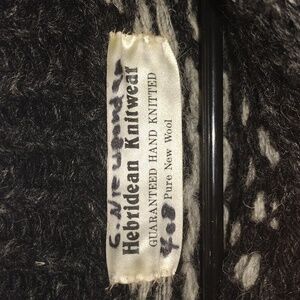 Hebridean Knitwear
GUARANTEED HAND KNITTED
Pure New Wool